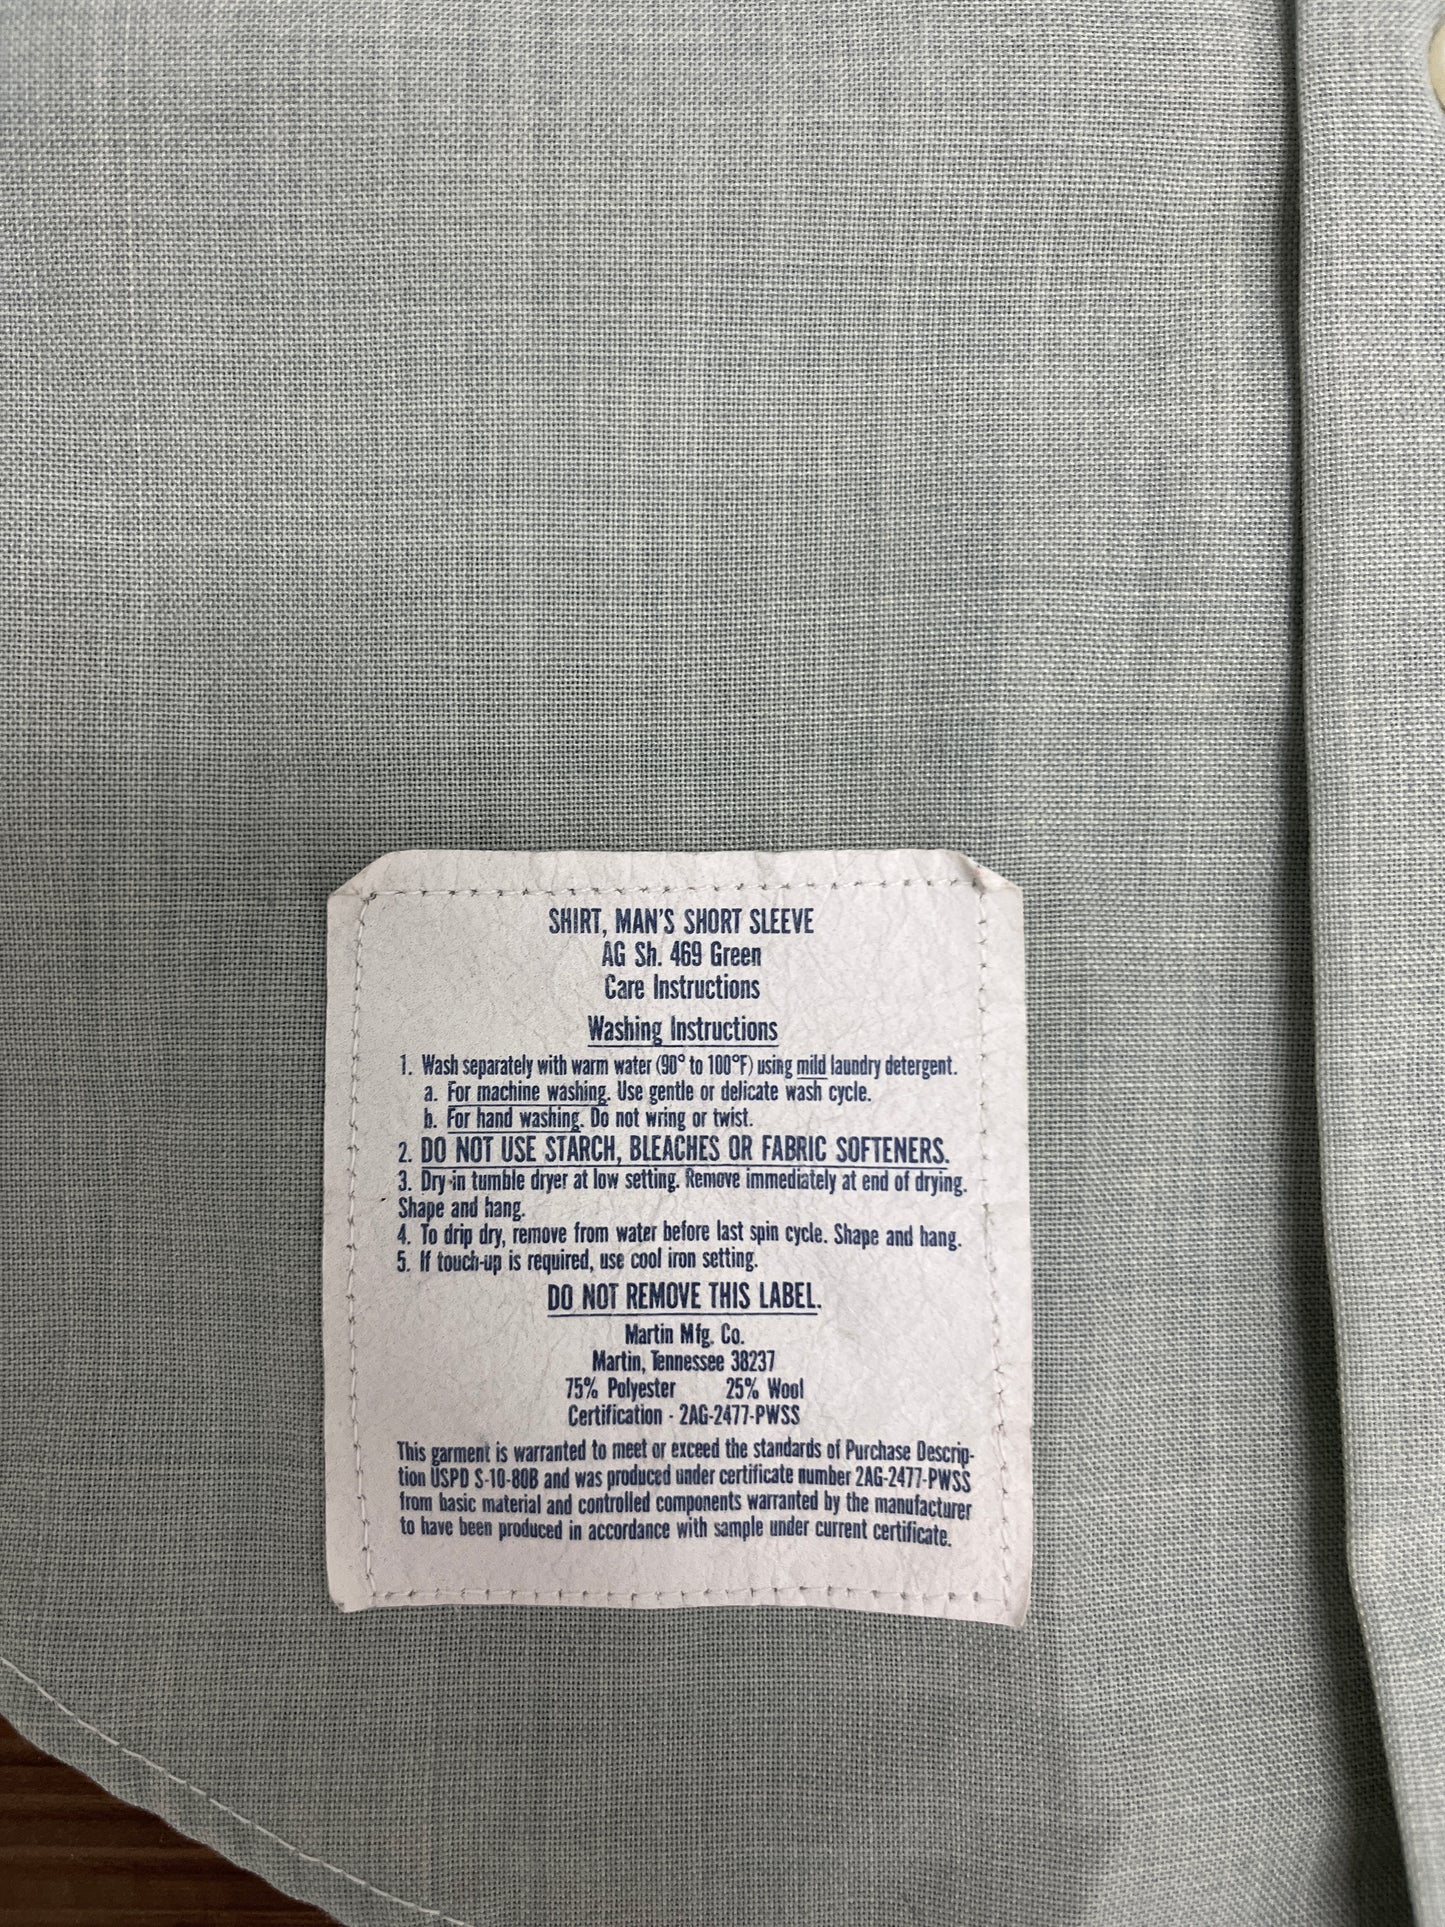 SHIRT, MAN'S SHORT SLEEVE
AG Sh. 469 Green
Care Instructions
Washing Instructions
1. Wash separately with warm water (90° to 100°F) using mild laundry detergent.
a. For machine washing. Use gentle or delicate wash cycle.
b. For hand washing. Do not wring or twist.
2. DO NOT USE STARCH, BLEACHES OR FABRIC SOFTENERS.
3. Dry in tumble dryer at low setting. Remove immediately at end of drying.
Shape and hang.
4. To drip dry, remove from water before last spin cycle. Shape and hang.
5. If touch-up is required, use cool iron setting.
DO NOT REMOVE THIS LABEL.
Martin Mfg. Co.
Martin, Tennessee 38237
75% Polyester 25% Wool
Certification - 2AG-2477-PWSS
This garment is warranted to meet or exceed the standards of Purchase Descrip-
tion USPD S-10-80B and was produced under certificate number 2AG-2477-PWSS
from basic material and controlled components warranted by the manufacturer
to have been produced in accordance with sample under current certificate.